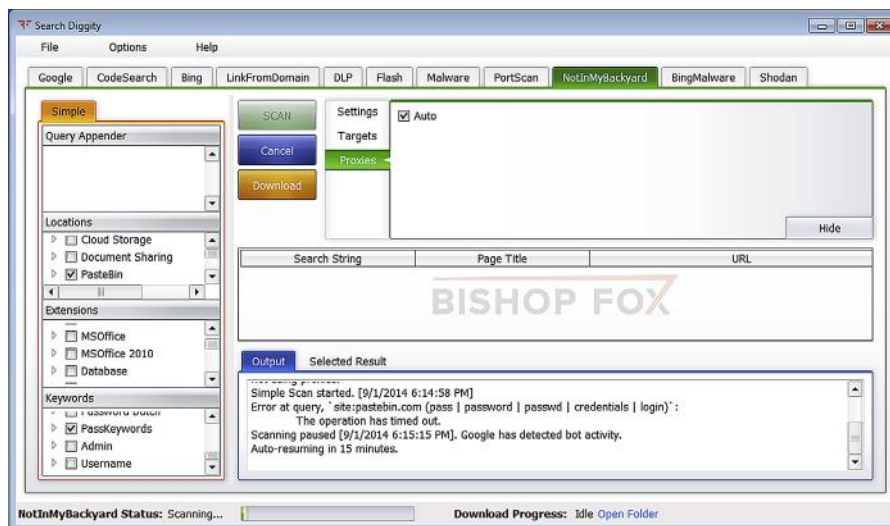 Search Diggity
File Options Help
Google CodeSearch Bing LinkFromDomain DLP Flash Malware PortScan NotInMyBackyard BingMalware Shodan
Simple
Query Appender
Locations
Cloud Storage
Document Sharing
PasteBin
Extensions
MSOffice
MSOffice 2010
Database
Keywords
Password Dutch
PassKeywords
Admin
Username
SCAN
Cancel
Download
Settings
Targets
Proxies
Auto
Hide
Search String Page Title URL
BISHOP FOX
Output Selected Result
Not using proxies.
Simple Scan started. [9/1/2014 6:14:58 PM]
Error at query, `site:pastebin.com (pass | password | passwd | credentials | login)`:
The operation has timed out.
Scanning paused [9/1/2014 6:15:15 PM]. Google has detected bot activity.
Auto-resuming in 15 minutes.
NotInMyBackyard Status: Scanning... Download Progress: Idle Open Folder